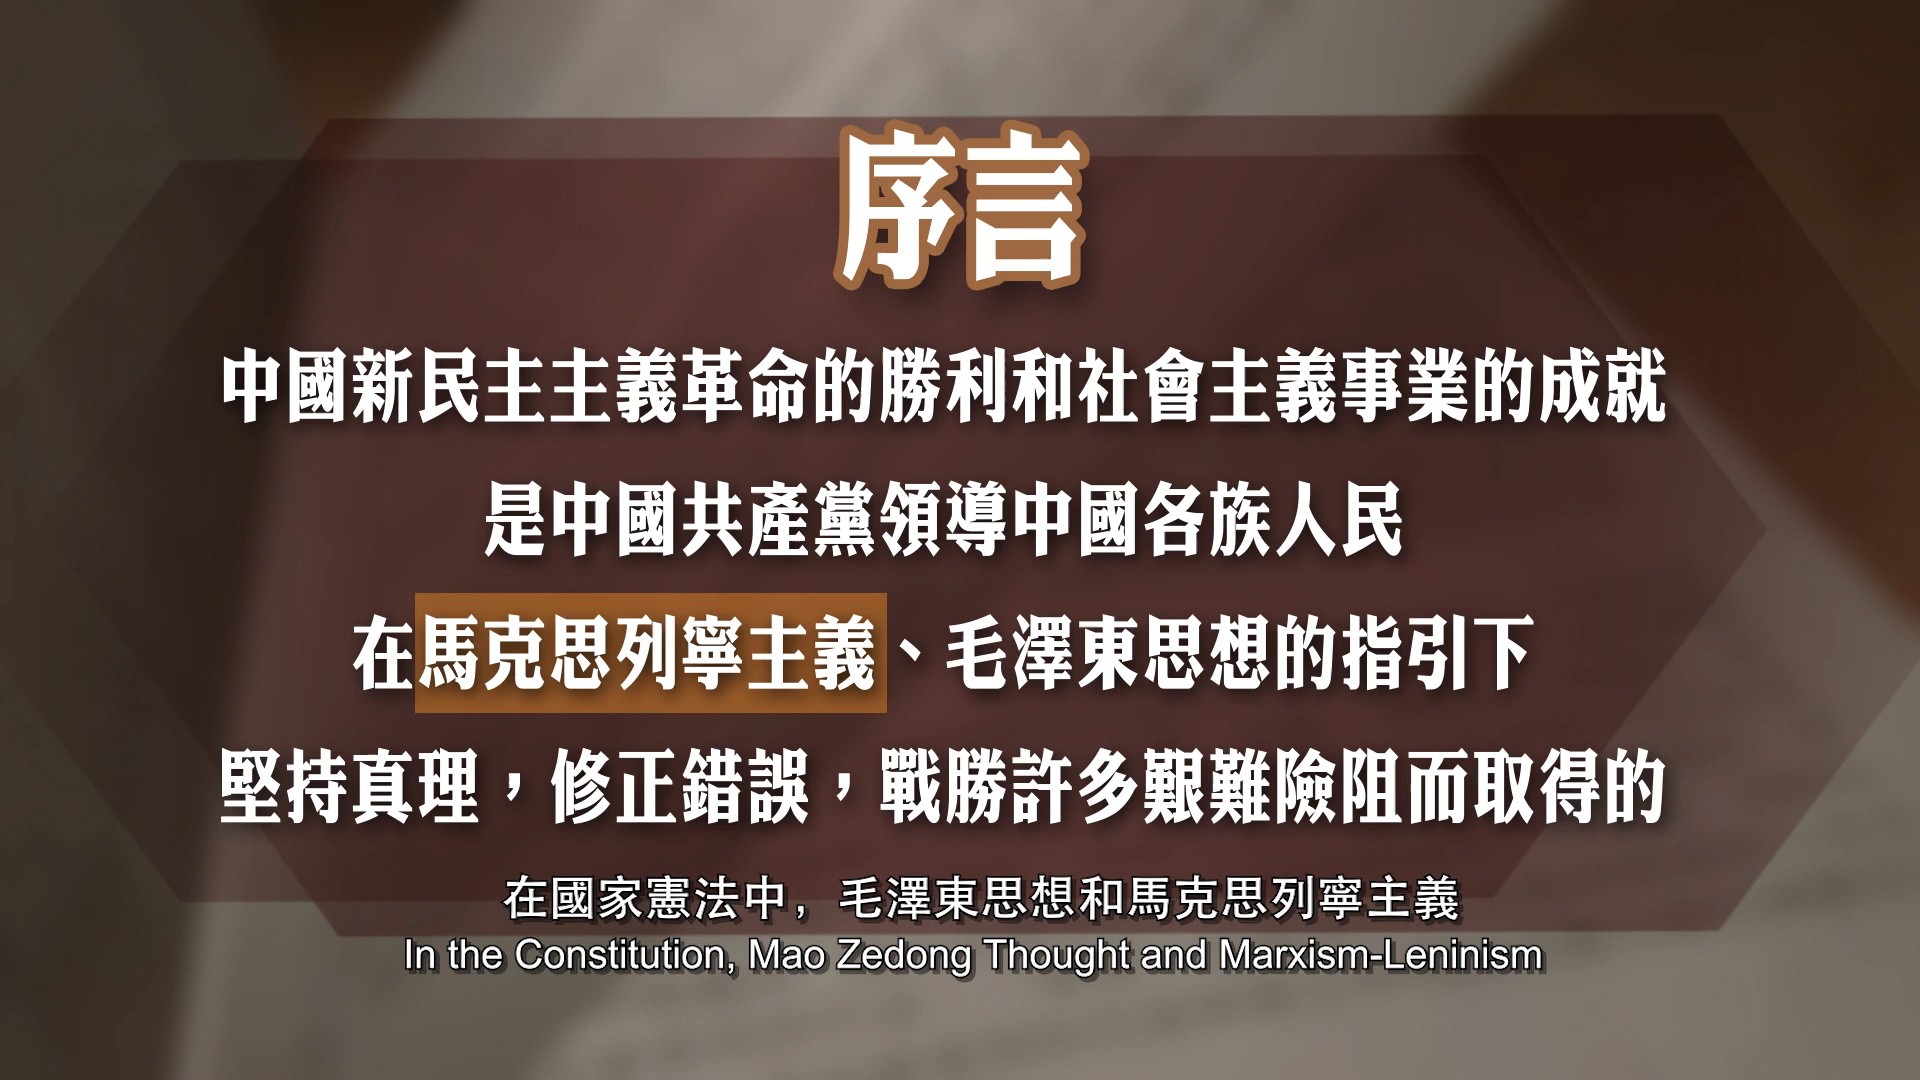 序言
中國新民主主義革命的勝利和社會主義事業的成就
是中國共產黨領導中國各族人民
在馬克思列寧主義、毛澤東思想的指引下
堅持真理，修正錯誤，戰勝許多艱難險阻而取得的
在國家憲法中，毛澤東思想和馬克思列寧主義
In the Constitution, Mao Zedong Thought and Marxism-Leninism